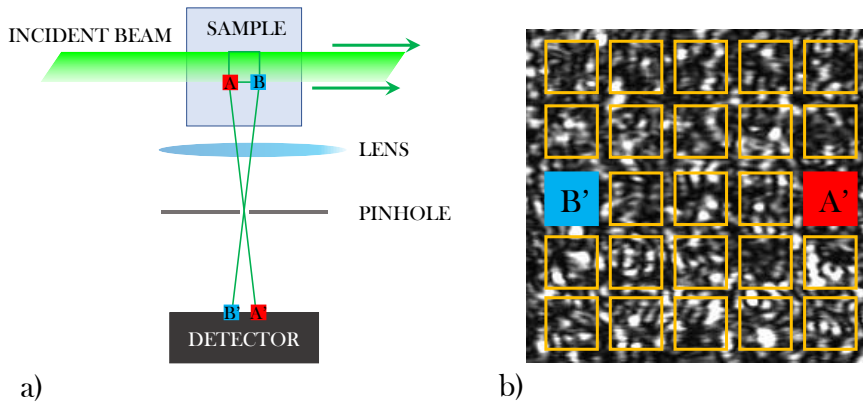 SAMPLE
INCIDENT BEAM
A B
LENS
PINHOLE
B' A'
DETECTOR
a)
B' A'
b)